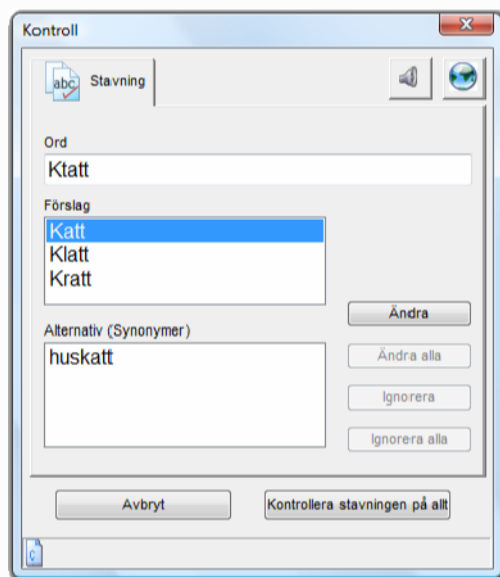 Kontroll
abc Stavning
Ord
Ktatt
Förslag
Katt
Klatt
Kratt
Ändra
Alternativ (Synonymer)
huskatt
Ändra alla
Ignorera
Ignorera alla
Avbryt
Kontrollera stavningen på allt
c